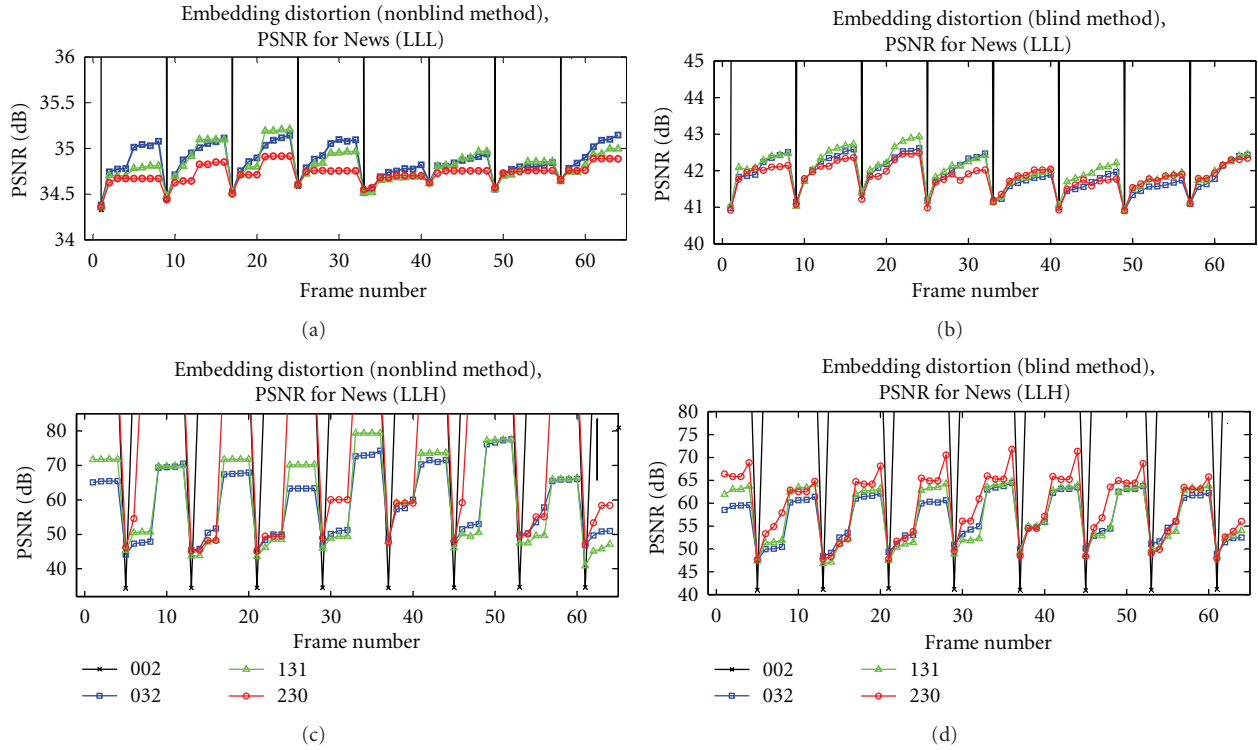 Embedding distortion (nonblind method),
PSNR for News (LLL)
36
35.5
35
34.5
34
PSNR (dB)
0 10 20 30 40 50 60
Frame number
(a)
Embedding distortion (blind method),
PSNR for News (LLL)
45
44
43
42
41
40
PSNR (dB)
0 10 20 30 40 50 60
Frame number
(b)
Embedding distortion (nonblind method),
PSNR for News (LLH)
80
70
60
50
40
PSNR (dB)
0 10 20 30 40 50 60
Frame number
002 131
032 230
(c)
Embedding distortion (blind method),
PSNR for News (LLH)
80
75
70
65
60
55
50
45
40
PSNR (dB)
0 10 20 30 40 50 60
Frame number
002 131
032 230
(d)